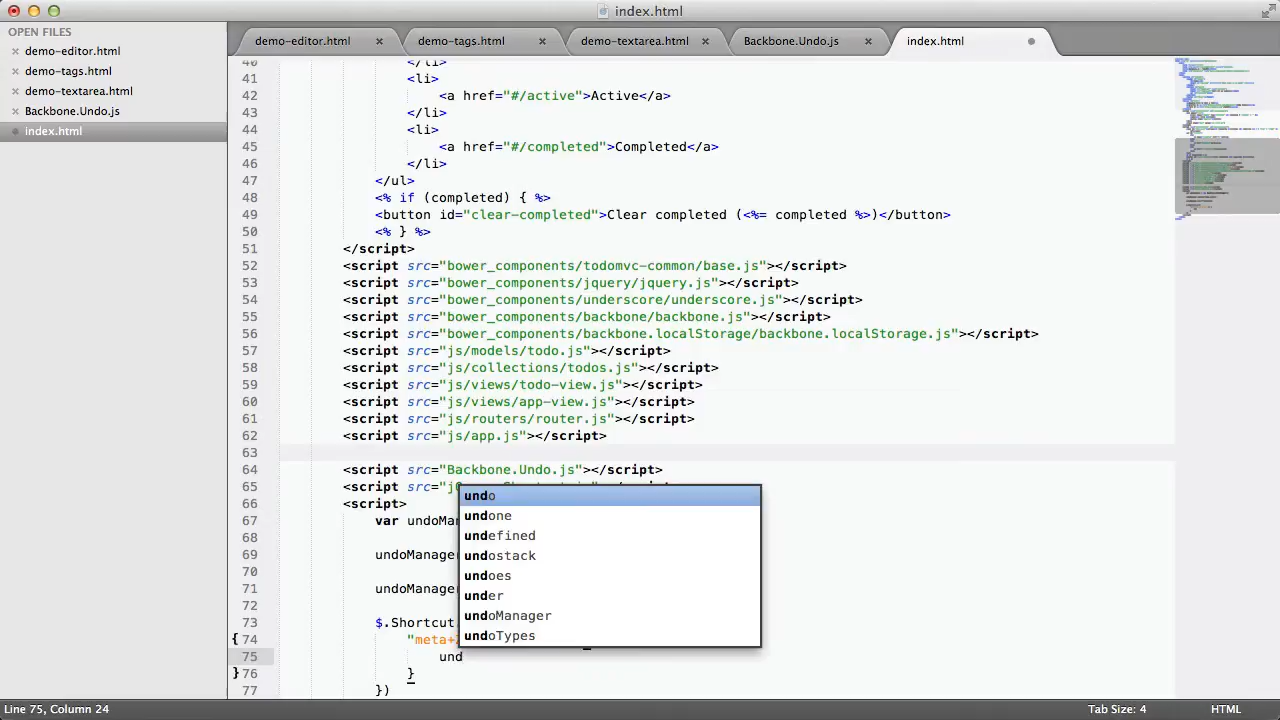 index.html
OPEN FILES
demo-editor.html
demo-tags.html
demo-textarea.html
Backbone.Undo.js
index.html
demo-editor.html
demo-tags.html
demo-textarea.html
Backbone.Undo.js
index.html
40 </li>
41 <li>
42 <a href="#/active">Active</a>
43 </li>
44 <li>
45 <a href="#/completed">Completed</a>
46 </li>
47 </ul>
48 <% if (completed) { %>
49 <button id="clear-completed">Clear completed (<%= completed %>)</button>
50 <% } %>
51 </script>
52 <script src="bower_components/todomvc-common/base.js"></script>
53 <script src="bower_components/jquery/jquery.js"></script>
54 <script src="bower_components/underscore/underscore.js"></script>
55 <script src="bower_components/backbone/backbone.js"></script>
56 <script src="bower_components/backbone.localStorage/backbone.localStorage.js"></script>
57 <script src="js/models/todo.js"></script>
58 <script src="js/collections/todos.js"></script>
59 <script src="js/views/todo-view.js"></script>
60 <script src="js/views/app-view.js"></script>
61 <script src="js/routers/router.js"></script>
62 <script src="js/app.js"></script>
63
64 <script src="Backbone.Undo.js"></script>
65 <script src="
66 <script>
67 var undoMan
68
69 undoManager
70
71 undoManager
72
73 $.Shortcut.
{ 74 "meta+
75 und
} 76 }
77 })
undo
undone
undefined
undostack
undoes
under
undoManager
undoTypes
Line 75, Column 24
Tab Size: 4
HTML